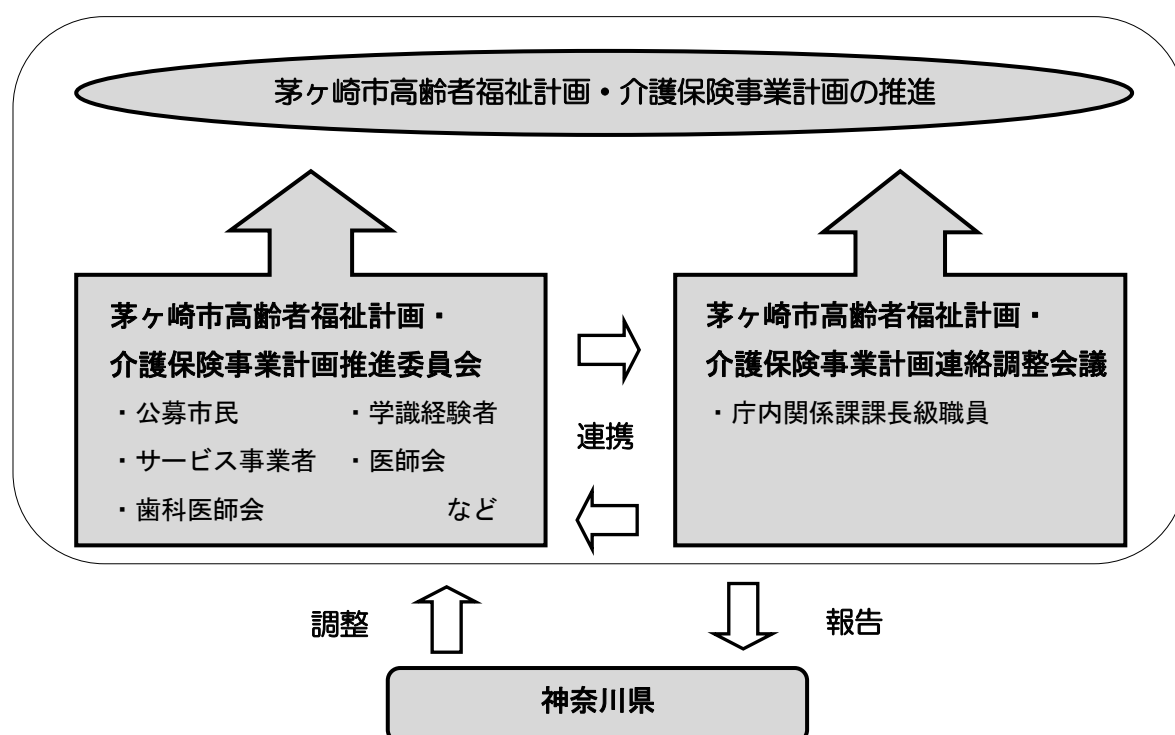 茅ヶ崎市高齢者福祉計画・介護保険事業計画の推進
茅ヶ崎市高齢者福祉計画・
介護保険事業計画推進委員会
・公募市民 ・学識経験者
・サービス事業者 ・医師会
・歯科医師会 など
連携
茅ヶ崎市高齢者福祉計画・
介護保険事業計画連絡調整会議
・庁内関係課課長級職員
調整
報告
神奈川県